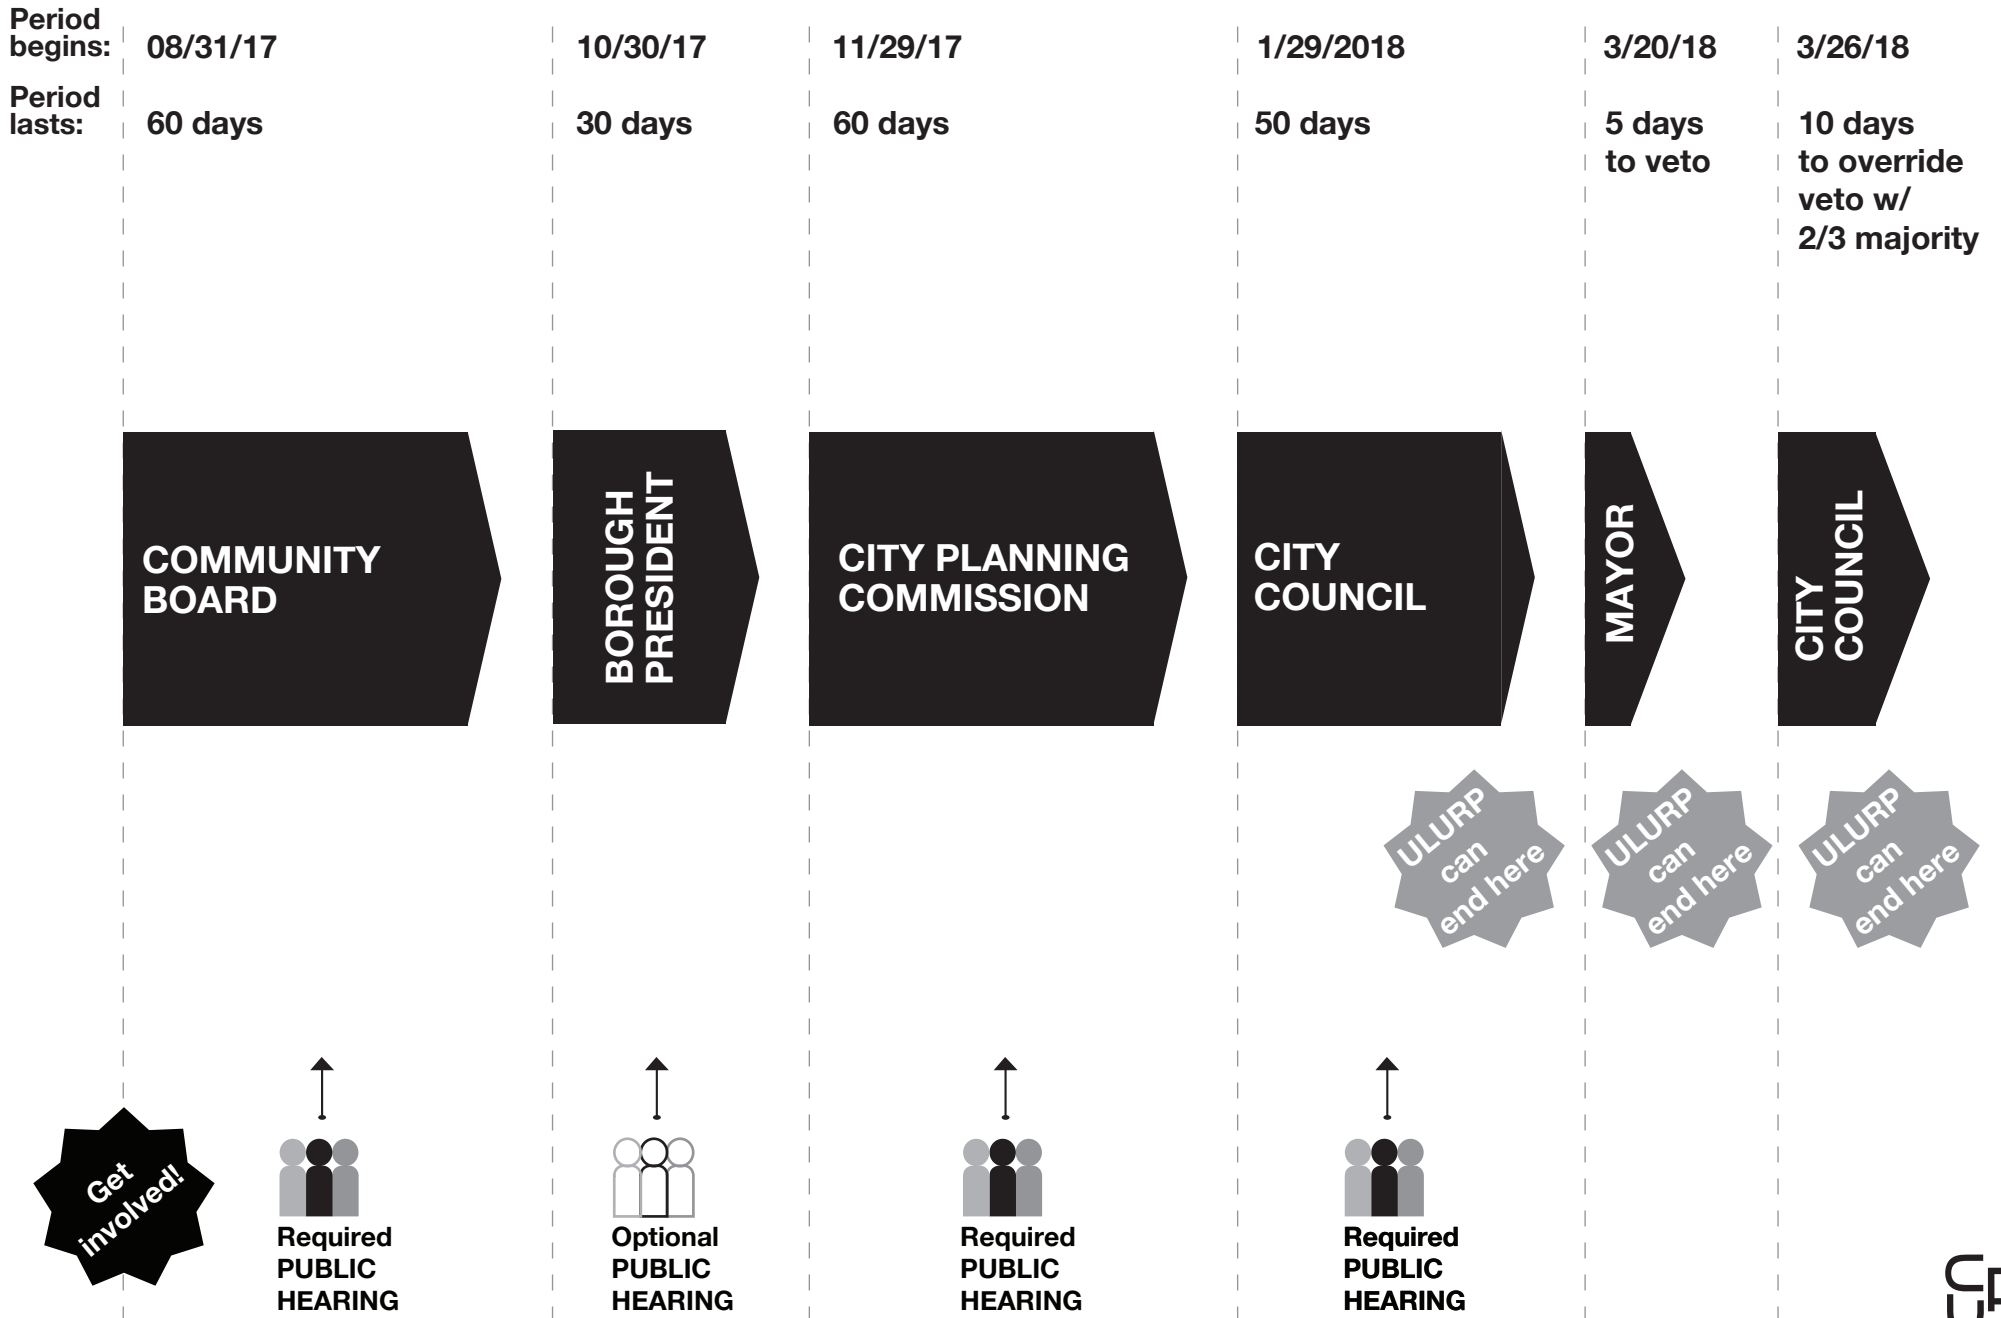 Period
begins:
08/31/17
10/30/17
11/29/17
1/29/2018
3/20/18
3/26/18
Period
lasts:
60 days
30 days
60 days
50 days
5 days
to veto
10 days
to override
veto w/
2/3 majority
COMMUNITY
BOARD
BOROUGH
PRESIDENT
CITY PLANNING
COMMISSION
CITY
COUNCIL
MAYOR
CITY
COUNCIL
ULURP
can
end here
ULURP
can
end here
ULURP
can
end here
Get
involved!
Required
PUBLIC
HEARING
Optional
PUBLIC
HEARING
Required
PUBLIC
HEARING
Required
PUBLIC
HEARING